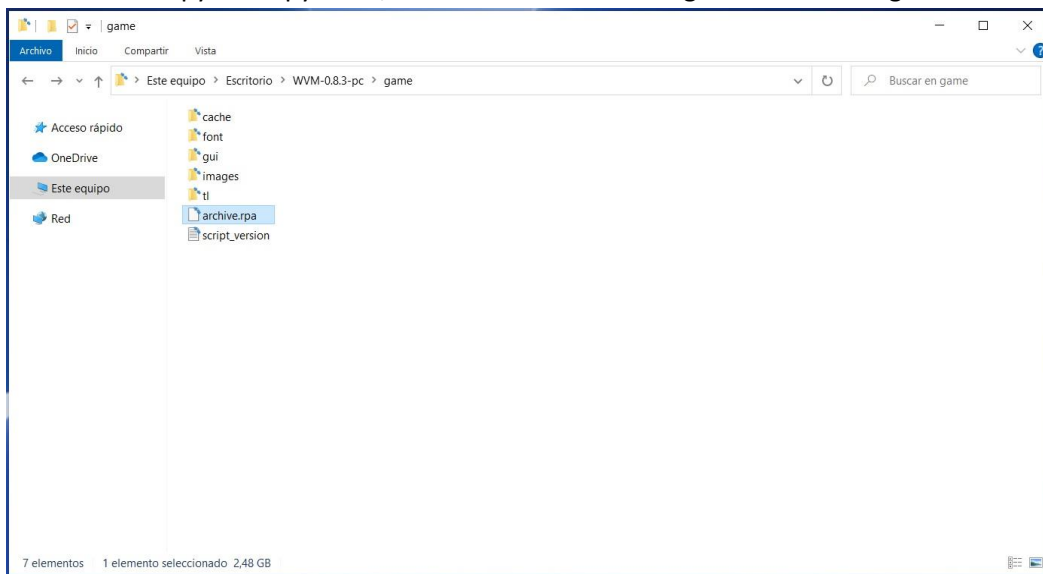 game
Archivo Inicio Compartir Vista
Este equipo > Escritorio > WVM-0.8.3-pc > game
Buscar en game
Acceso rápido
OneDrive
Este equipo
Red
cache
font
gui
images
tl
archive.rpa
script_version
7 elementos 1 elemento seleccionado 2,48 GB